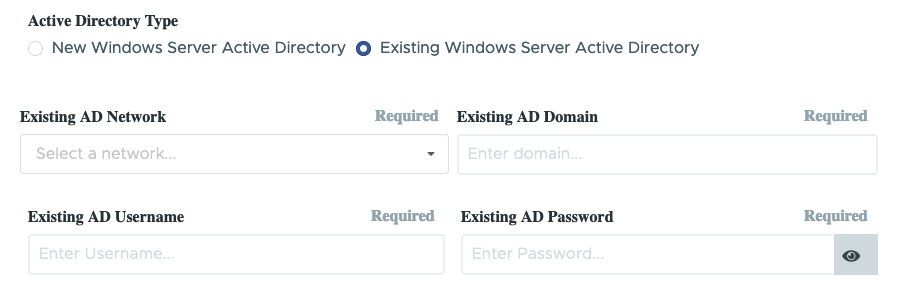 Active Directory Type
New Windows Server Active Directory Existing Windows Server Active Directory
Existing AD Network Required Existing AD Domain Required
Select a network... Enter domain...
Existing AD Username Required Existing AD Password Required
Enter Username... Enter Password...